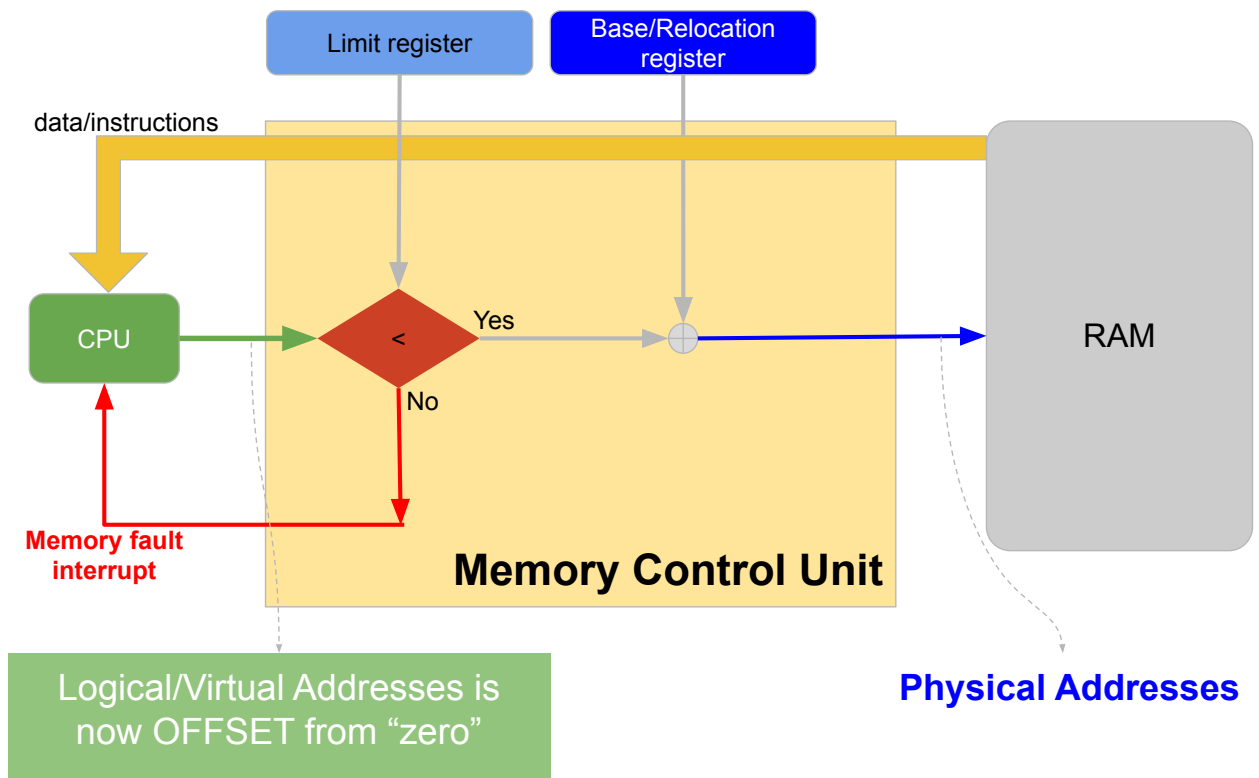 Limit register
Base/Relocation
register
data/instructions
CPU
<
Yes
No
RAM
Memory fault
interrupt
Memory Control Unit
Logical/Virtual Addresses is
now OFFSET from “zero”
Physical Addresses